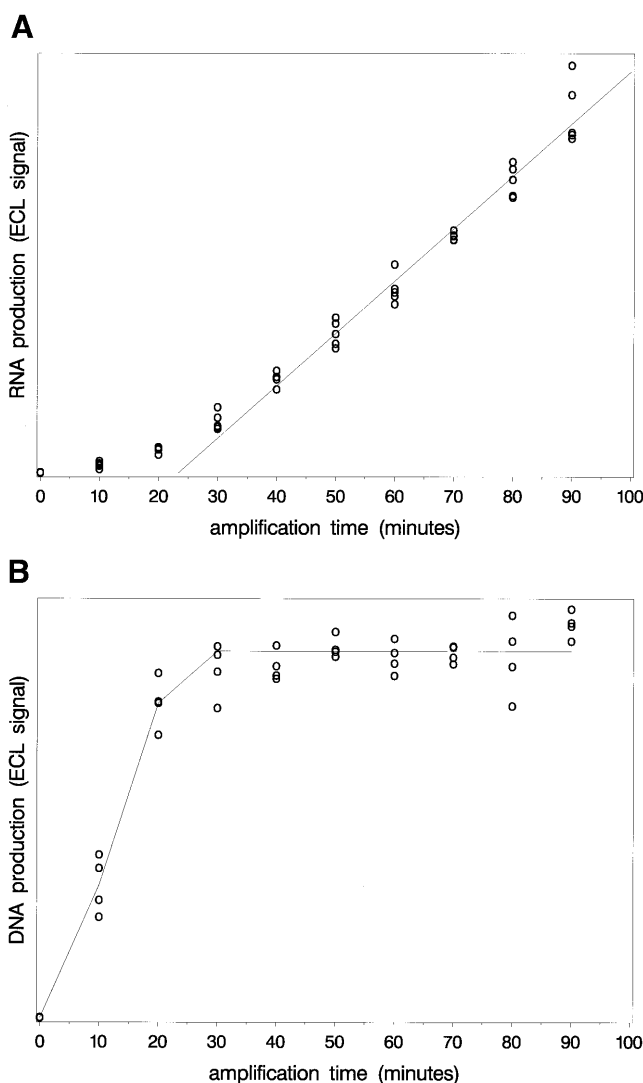 A
RNA production (ECL signal)
0 10 20 30 40 50 60 70 80 90 100
amplification time (minutes)
B
DNA production (ECL signal)
0 10 20 30 40 50 60 70 80 90 100
amplification time (minutes)